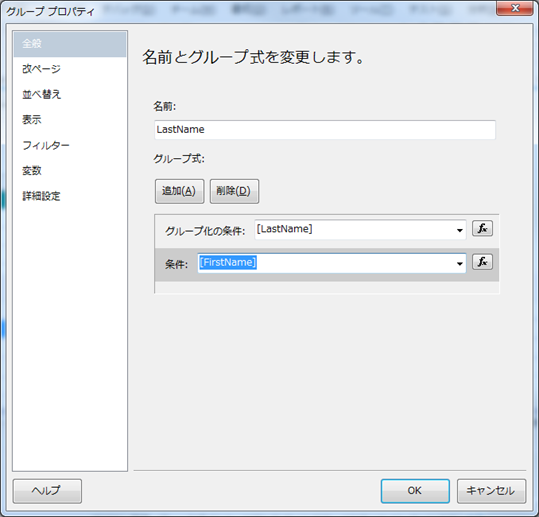 グループ プロパティ
全般
改ページ
並べ替え
表示
フィルター
変数
詳細設定
名前とグループ式を変更します。
名前:
LastName
グループ式:
追加(A) 削除(D)
グループ化の条件: [LastName] fx
条件: [FirstName] fx
ヘルプ OK キャンセル